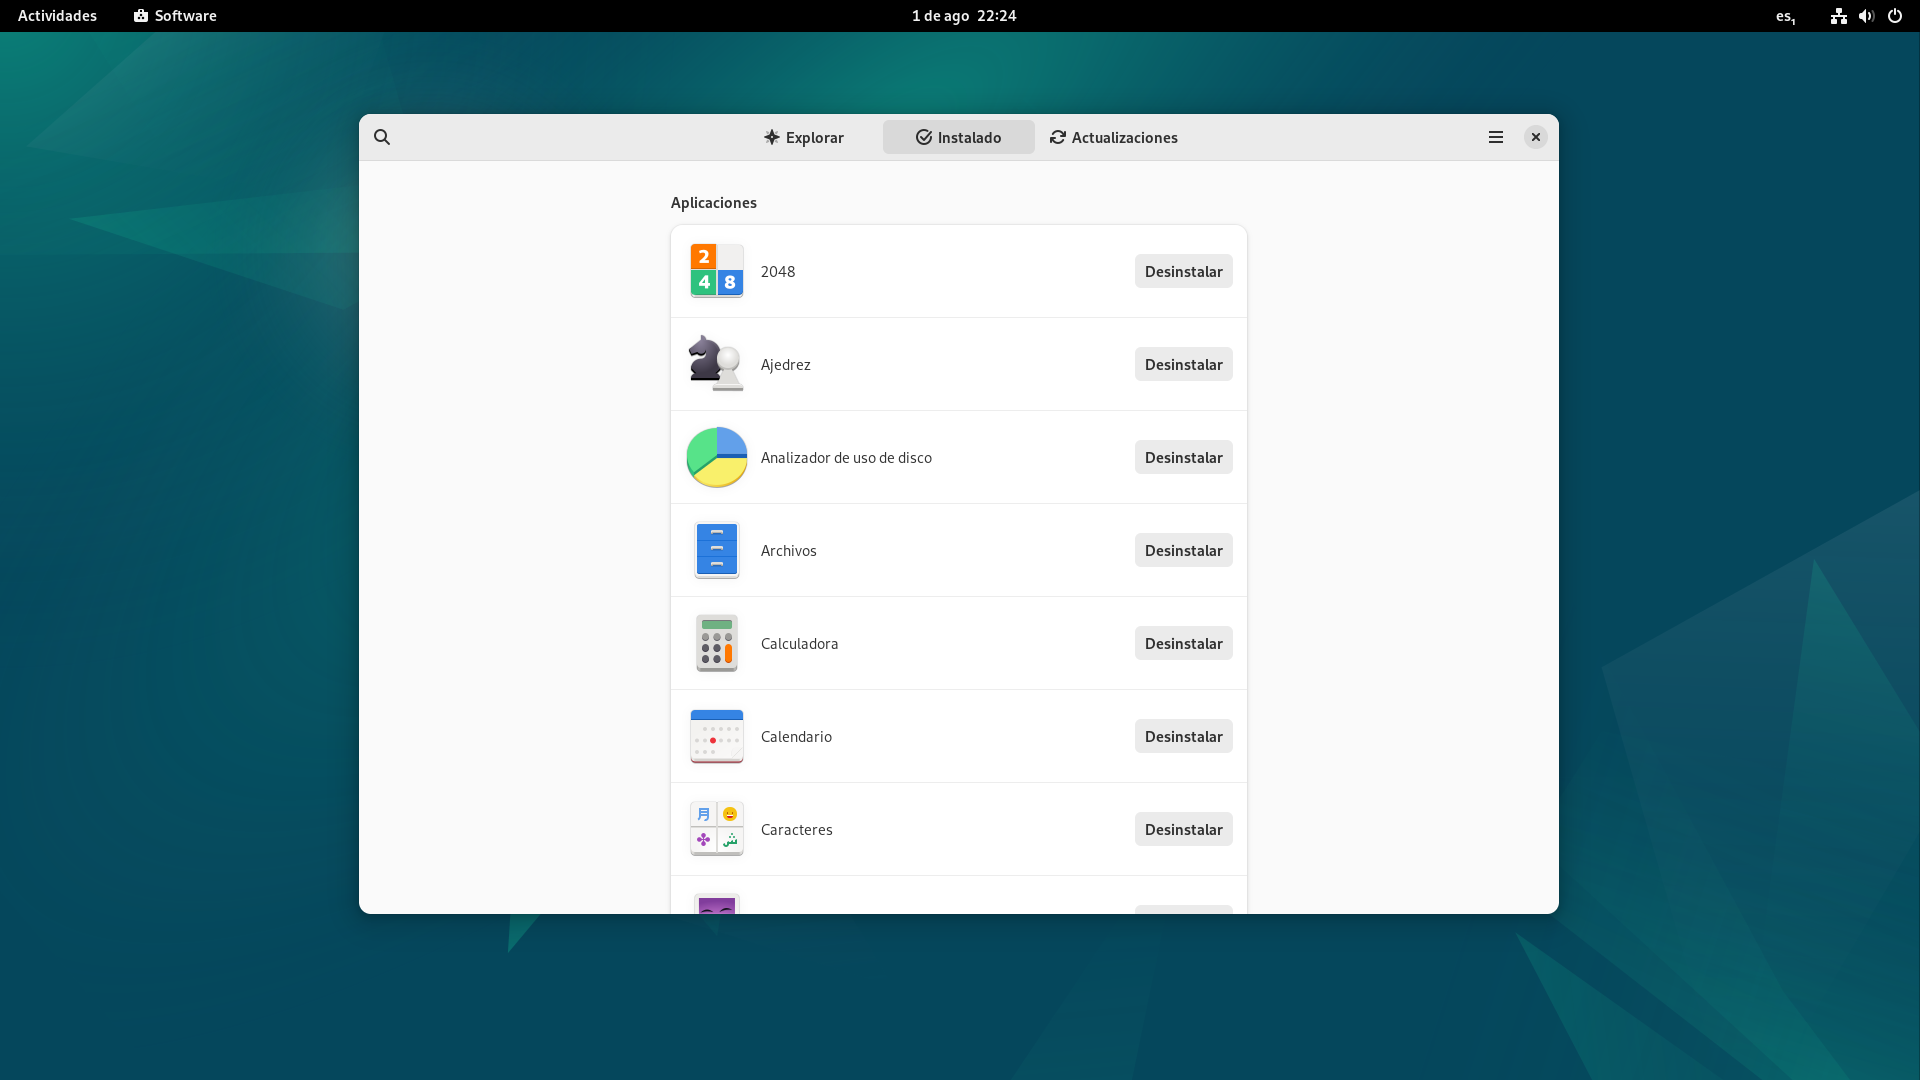 Actividades Software 1 de ago 22:24 es₁
Explorar Instalado Actualizaciones
Aplicaciones
2 4 8
2048 Desinstalar
Ajedrez Desinstalar
Analizador de uso de disco Desinstalar
Archivos Desinstalar
Calculadora Desinstalar
Calendario Desinstalar
月 ش
Caracteres Desinstalar